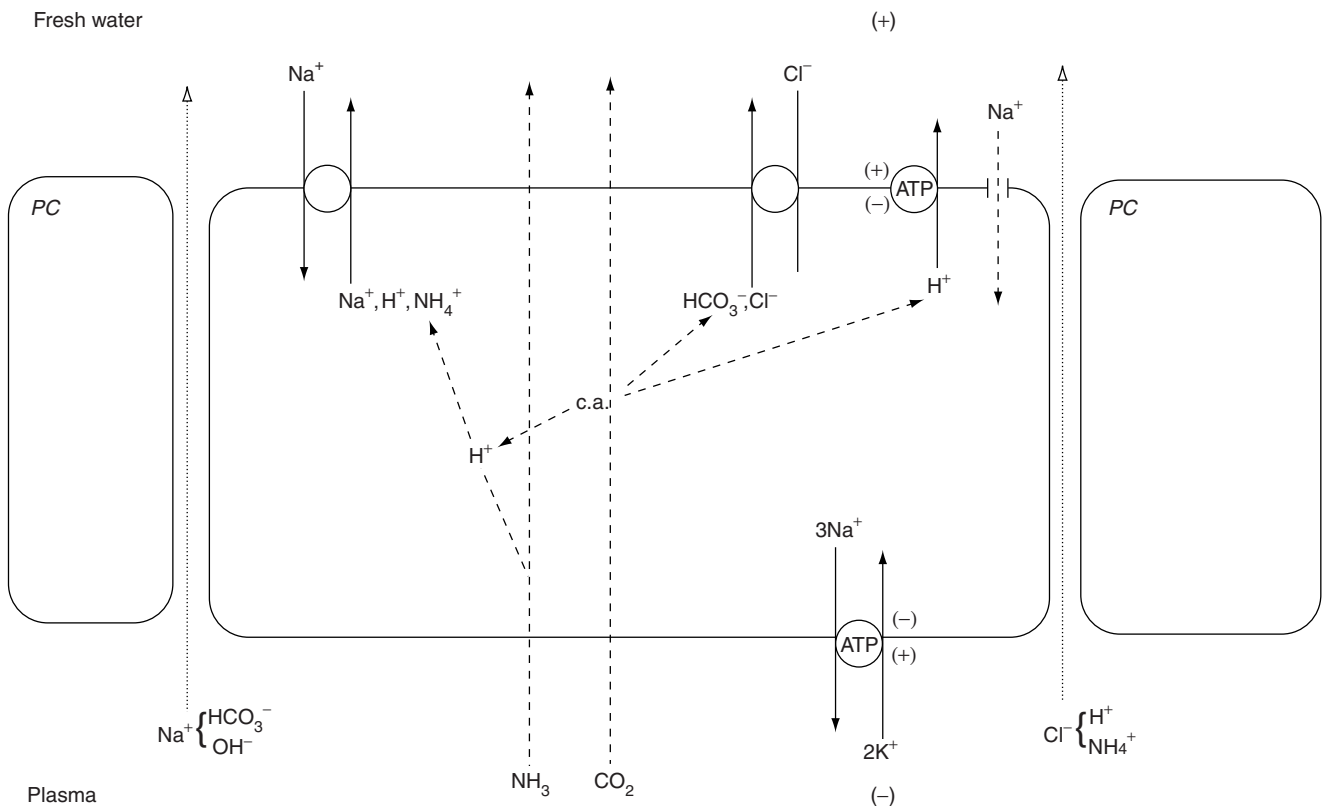 Fresh water (+)
Na⁺ Cl⁻
Na⁺
PC (+) ATP PC
(−)
H⁺
Na⁺, H⁺, NH₄⁺ HCO₃⁻, Cl⁻
c.a.
H⁺
3Na⁺
(−)
ATP
(+)
Na⁺ { HCO₃⁻ Cl⁻ { H⁺
OH⁻ NH₄⁺
2K⁺
NH₃ CO₂
Plasma (−)